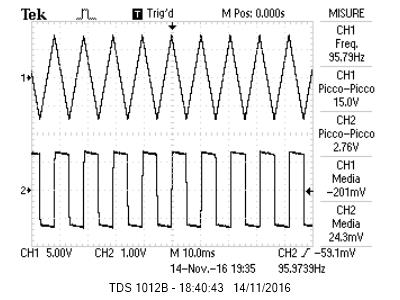 Tek T Trig'd M Pos: 0.000s MISURE
CH1
Freq.
95.79Hz
1
CH1
Picco-Picco
15.0V
CH2
Picco-Picco
2.76V
CH1
Media
-201mV
2
CH2
Media
24.3mV
CH1 5.00V CH2 1.00V M 10.0ms CH2 -59.1mV
14-Nov.-16 19:35 95.9739Hz
TDS 1012B - 18:40:43 14/11/2016